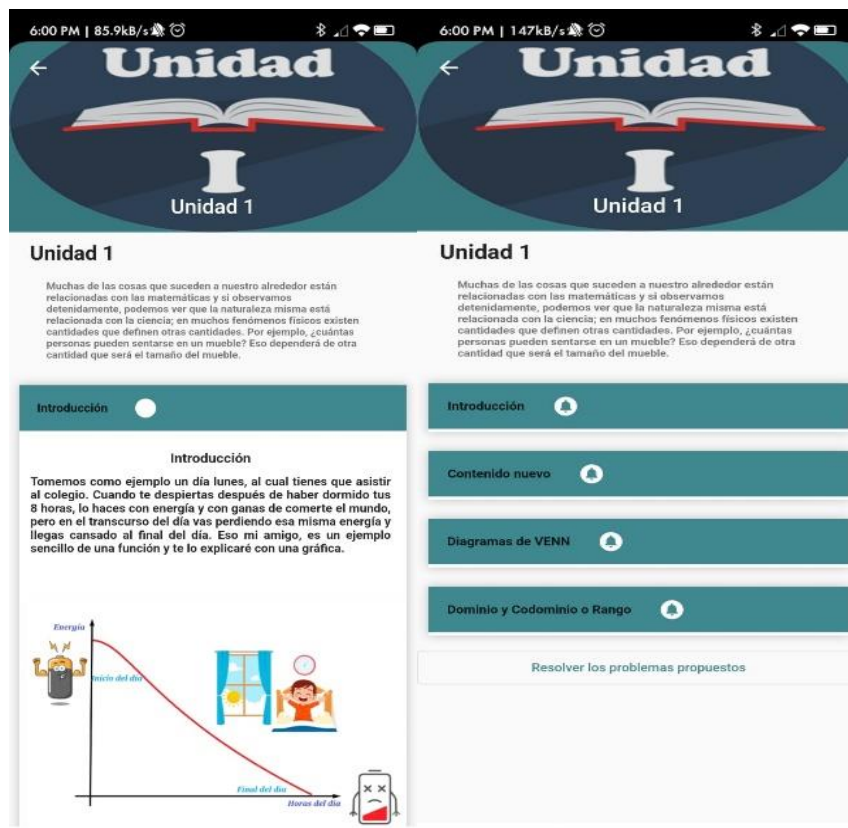 6:00 PM | 85.9kB/s
Unidad
I
Unidad 1
Unidad 1
Muchas de las cosas que suceden a nuestro alrededor están
relacionadas con las matemáticas y si observamos
detenidamente, podemos ver que la naturaleza misma está
relacionada con la ciencia; en muchos fenómenos físicos existen
cantidades que definen otras cantidades. Por ejemplo, ¿cuántas
personas pueden sentarse en un mueble? Eso dependerá de otra
cantidad que será el tamaño del mueble.
Introducción
Introducción
Tomemos como ejemplo un día lunes, al cual tienes que asistir
al colegio. Cuando te despiertas después de haber dormido tus
8 horas, lo haces con energía y con ganas de comerte el mundo,
pero en el transcurso del día vas perdiendo esa misma energía y
llegas cansado al final del día. Eso mi amigo, es un ejemplo
sencillo de una función y te lo explicaré con una gráfica.
Energía
Inicio del día
Final del día
Horas del día
6:00 PM | 147kB/s
Unidad
I
Unidad 1
Unidad 1
Muchas de las cosas que suceden a nuestro alrededor están
relacionadas con las matemáticas y si observamos
detenidamente, podemos ver que la naturaleza misma está
relacionada con la ciencia; en muchos fenómenos físicos existen
cantidades que definen otras cantidades. Por ejemplo, ¿cuántas
personas pueden sentarse en un mueble? Eso dependerá de otra
cantidad que será el tamaño del mueble.
Introducción
Contenido nuevo
Diagramas de VENN
Dominio y Codominio o Rango
Resolver los problemas propuestos